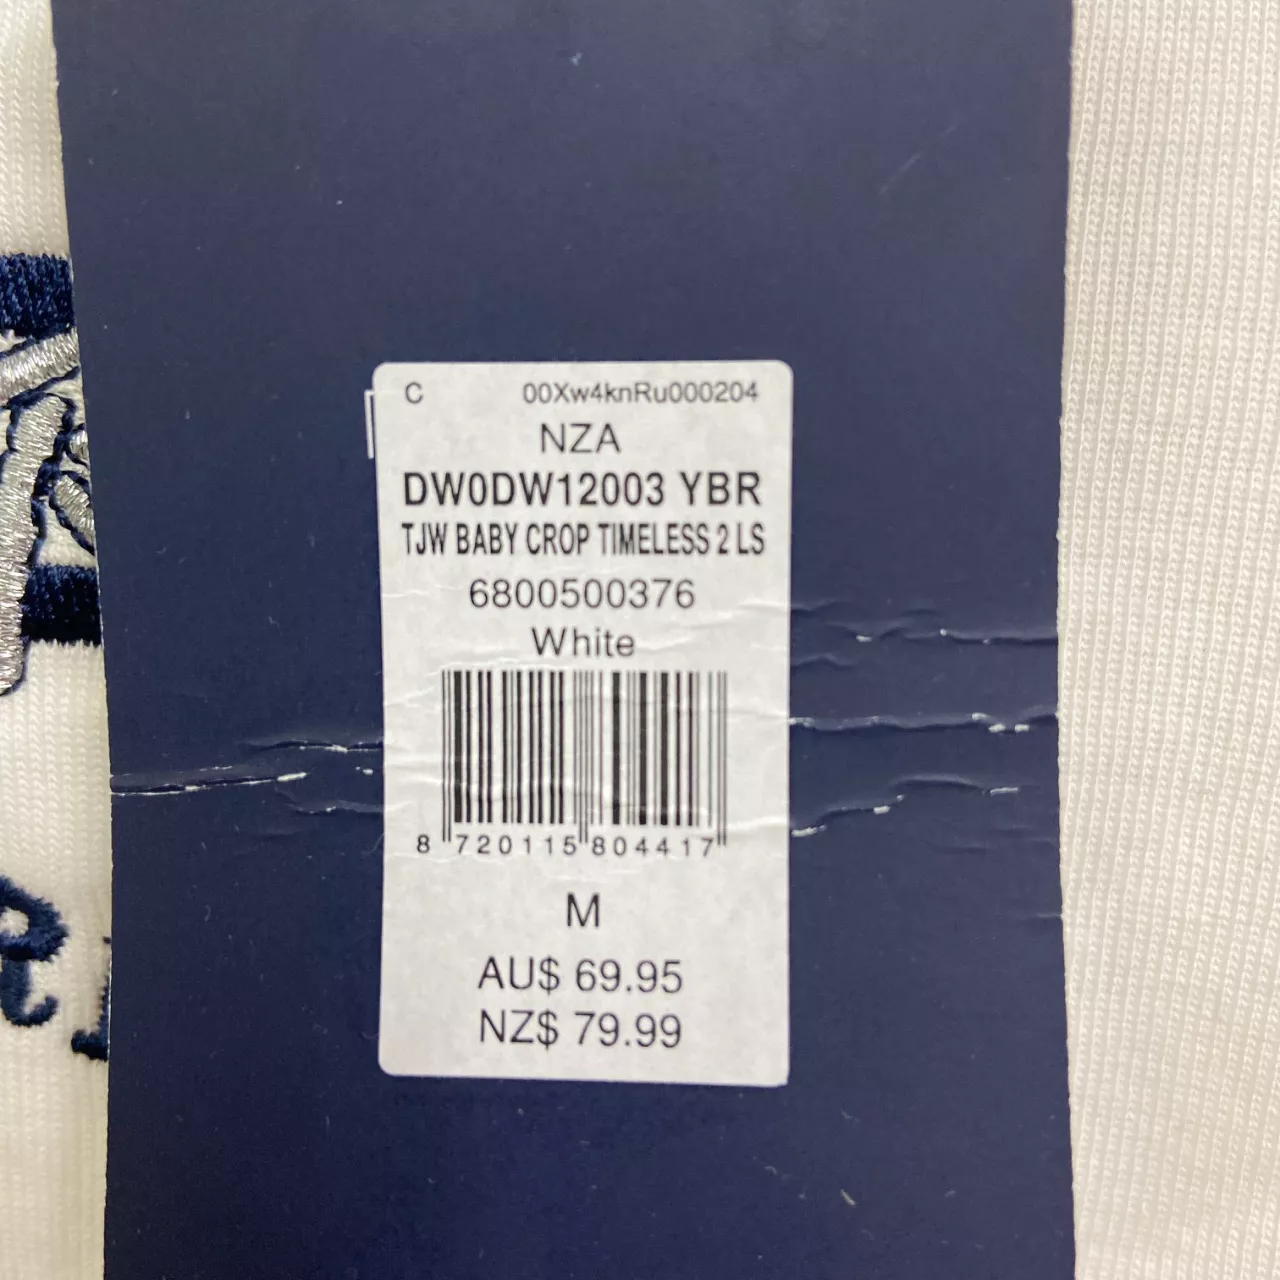 C 00Xw4knRu000204
NZA
DW0DW12003 YBR
TJW BABY CROP TIMELESS 2 LS
6800500376
White
8 720115 804417
M
AU$ 69.95
NZ$ 79.99